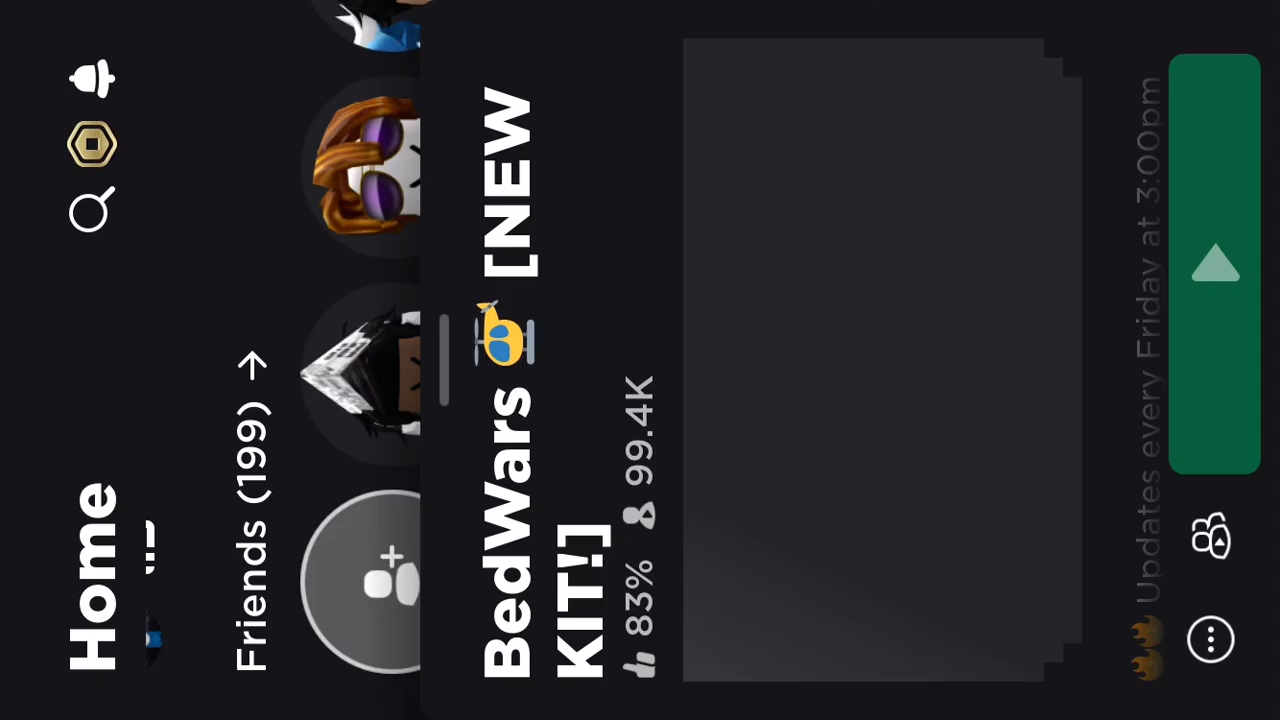 Home
Friends (199) →
BedWars 🚁 [NEW
KIT!]
83% 99.4K
🔥🔥 Updates every Friday at 3:00pm